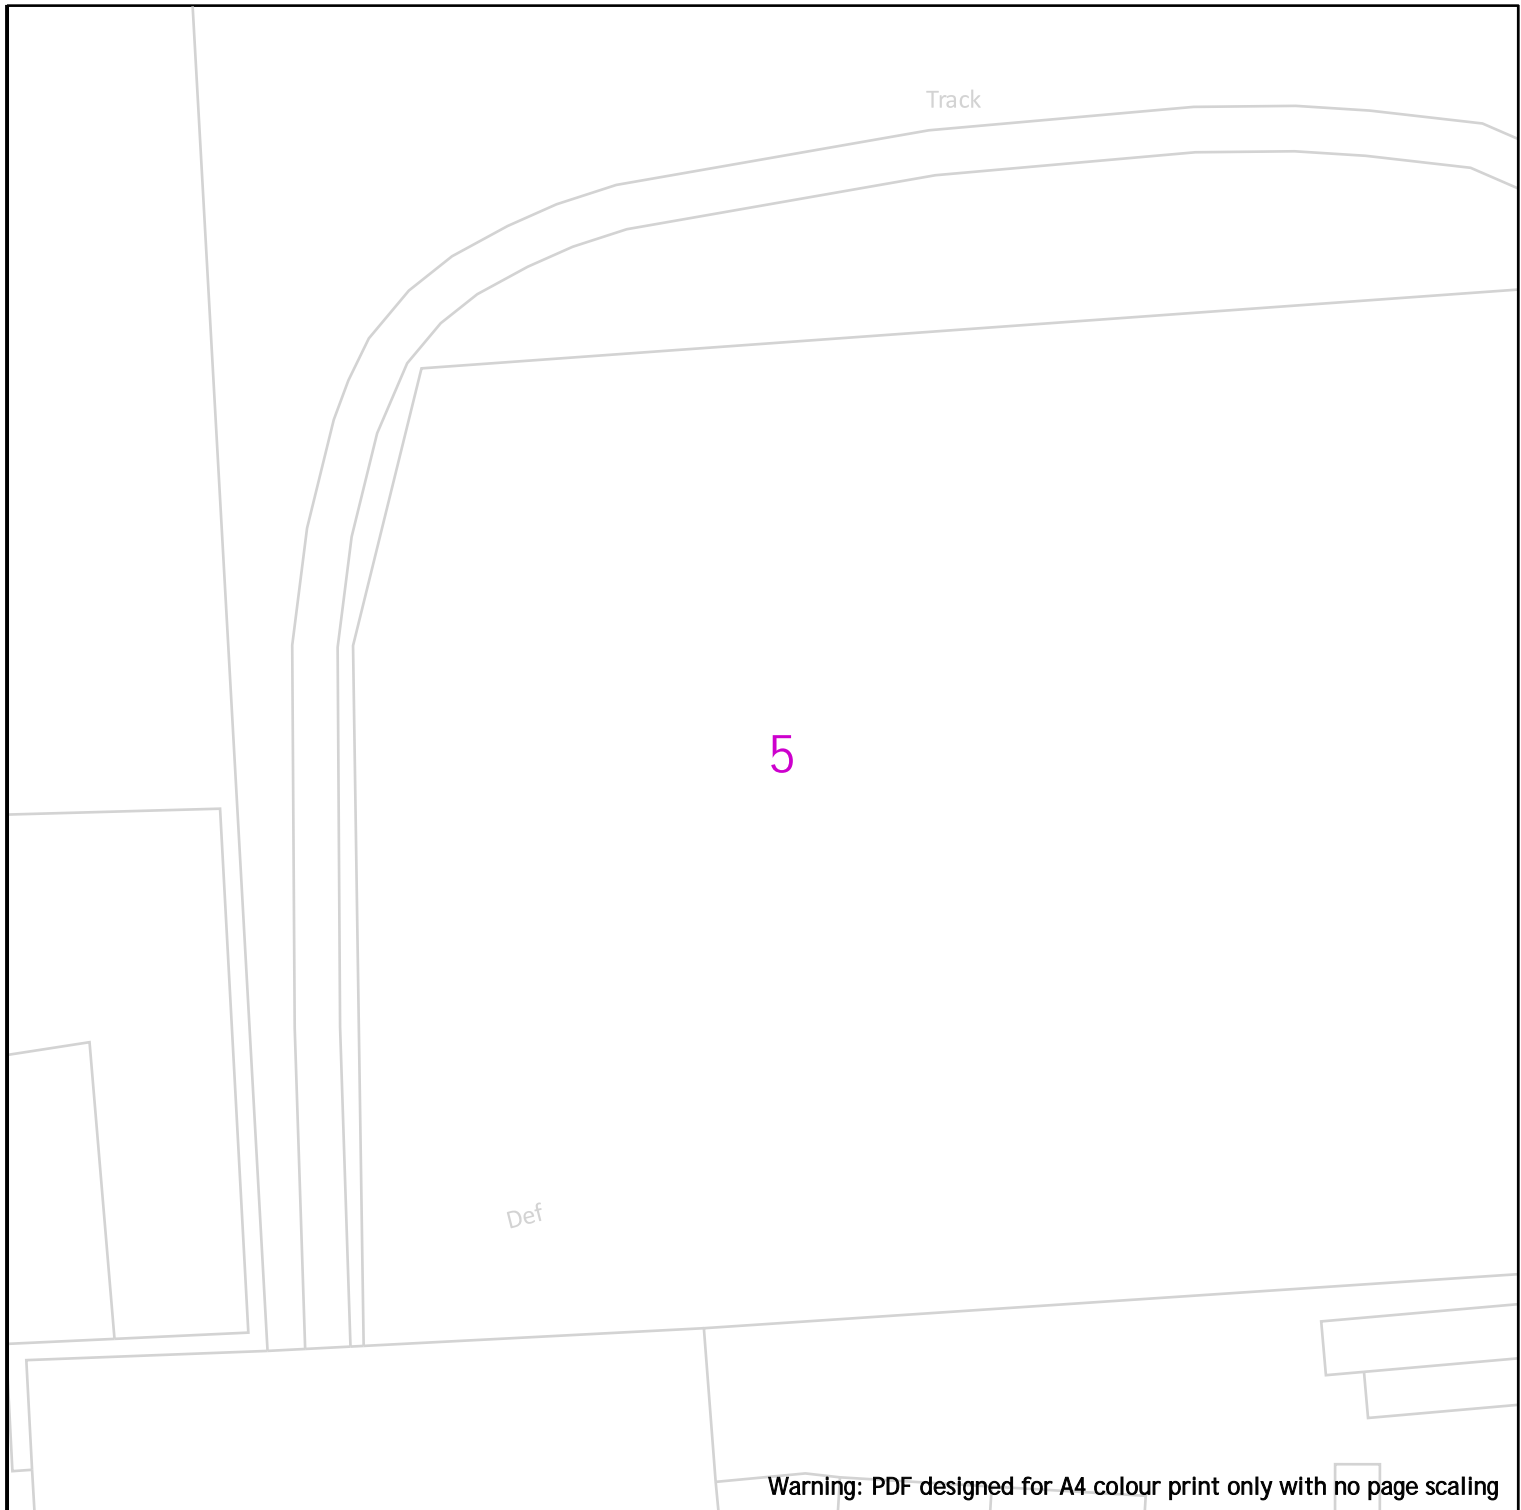 Track
5
Def
Warning: PDF designed for A4 colour print only with no page scaling